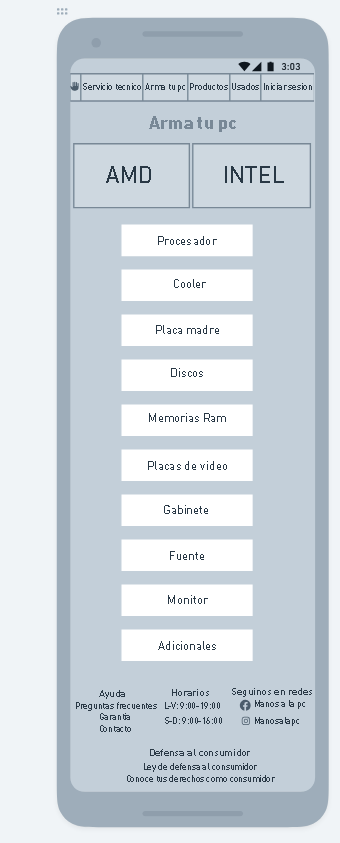 3:03
Servicio tecnico Arma tu pc Productos Usados Iniciar sesion
Arma tu pc
AMD INTEL
Procesador
Cooler
Placa madre
Discos
Memorias Ram
Placas de video
Gabinete
Fuente
Monitor
Adicionales
Ayuda
Preguntas frecuentes
Garantia
Contacto
Horarios
L-V: 9:00-19:00
S-D: 9:00-16:00
Seguinos en redes
Manos a la pc
Manosalapc
Defensa al consumidor
Ley de defensa al consumidor
Conoce tus derechos como consumidor